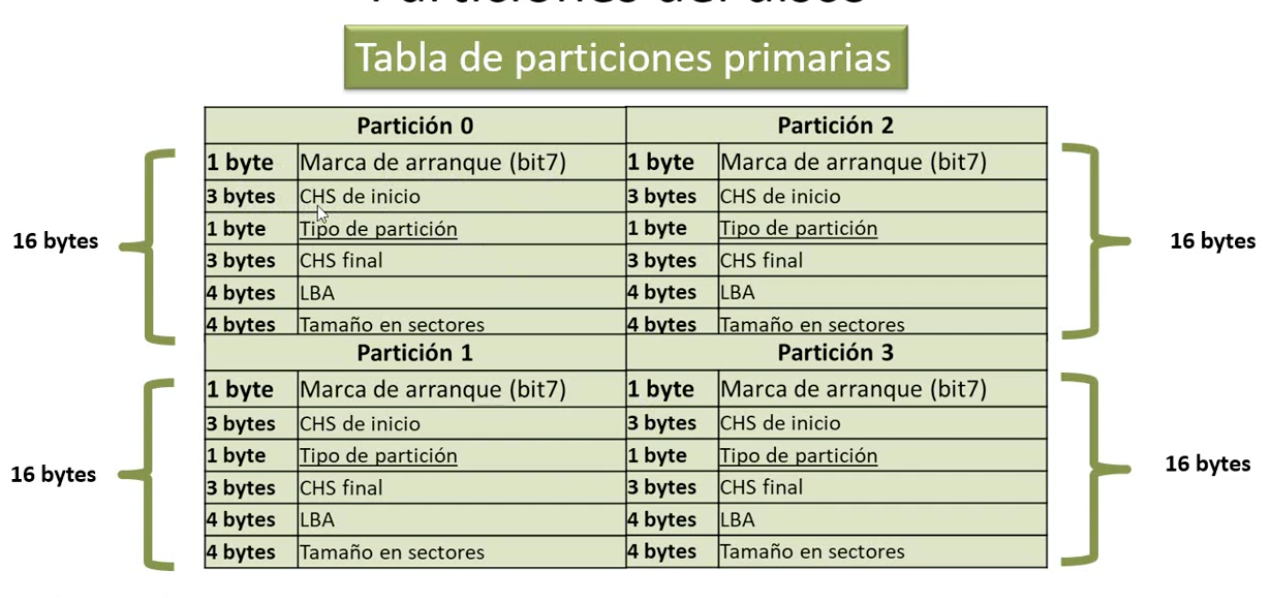 Particiones del disco
Tabla de particiones primarias
Partición 0
1 byte Marca de arranque (bit7)
3 bytes CHS de inicio
1 byte Tipo de partición
3 bytes CHS final
4 bytes LBA
4 bytes Tamaño en sectores
16 bytes
Partición 2
1 byte Marca de arranque (bit7)
3 bytes CHS de inicio
1 byte Tipo de partición
3 bytes CHS final
4 bytes LBA
4 bytes Tamaño en sectores
16 bytes
Partición 1
1 byte Marca de arranque (bit7)
3 bytes CHS de inicio
1 byte Tipo de partición
3 bytes CHS final
4 bytes LBA
4 bytes Tamaño en sectores
16 bytes
Partición 3
1 byte Marca de arranque (bit7)
3 bytes CHS de inicio
1 byte Tipo de partición
3 bytes CHS final
4 bytes LBA
4 bytes Tamaño en sectores
16 bytes